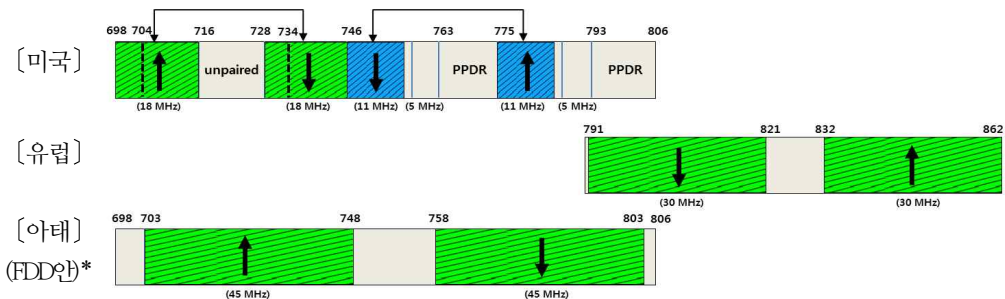 698 704 716 728 734 746 763 775 793 806
〔미국〕 unpaired PPDR PPDR
(18 MHz) (18 MHz) (11 MHz) (5 MHz) (11 MHz) (5 MHz)
791 821 832 862
〔유럽〕
(30 MHz) (30 MHz)
698 703 748 758 803 806
〔아태〕
(FDD안)*
(45 MHz) (45 MHz)